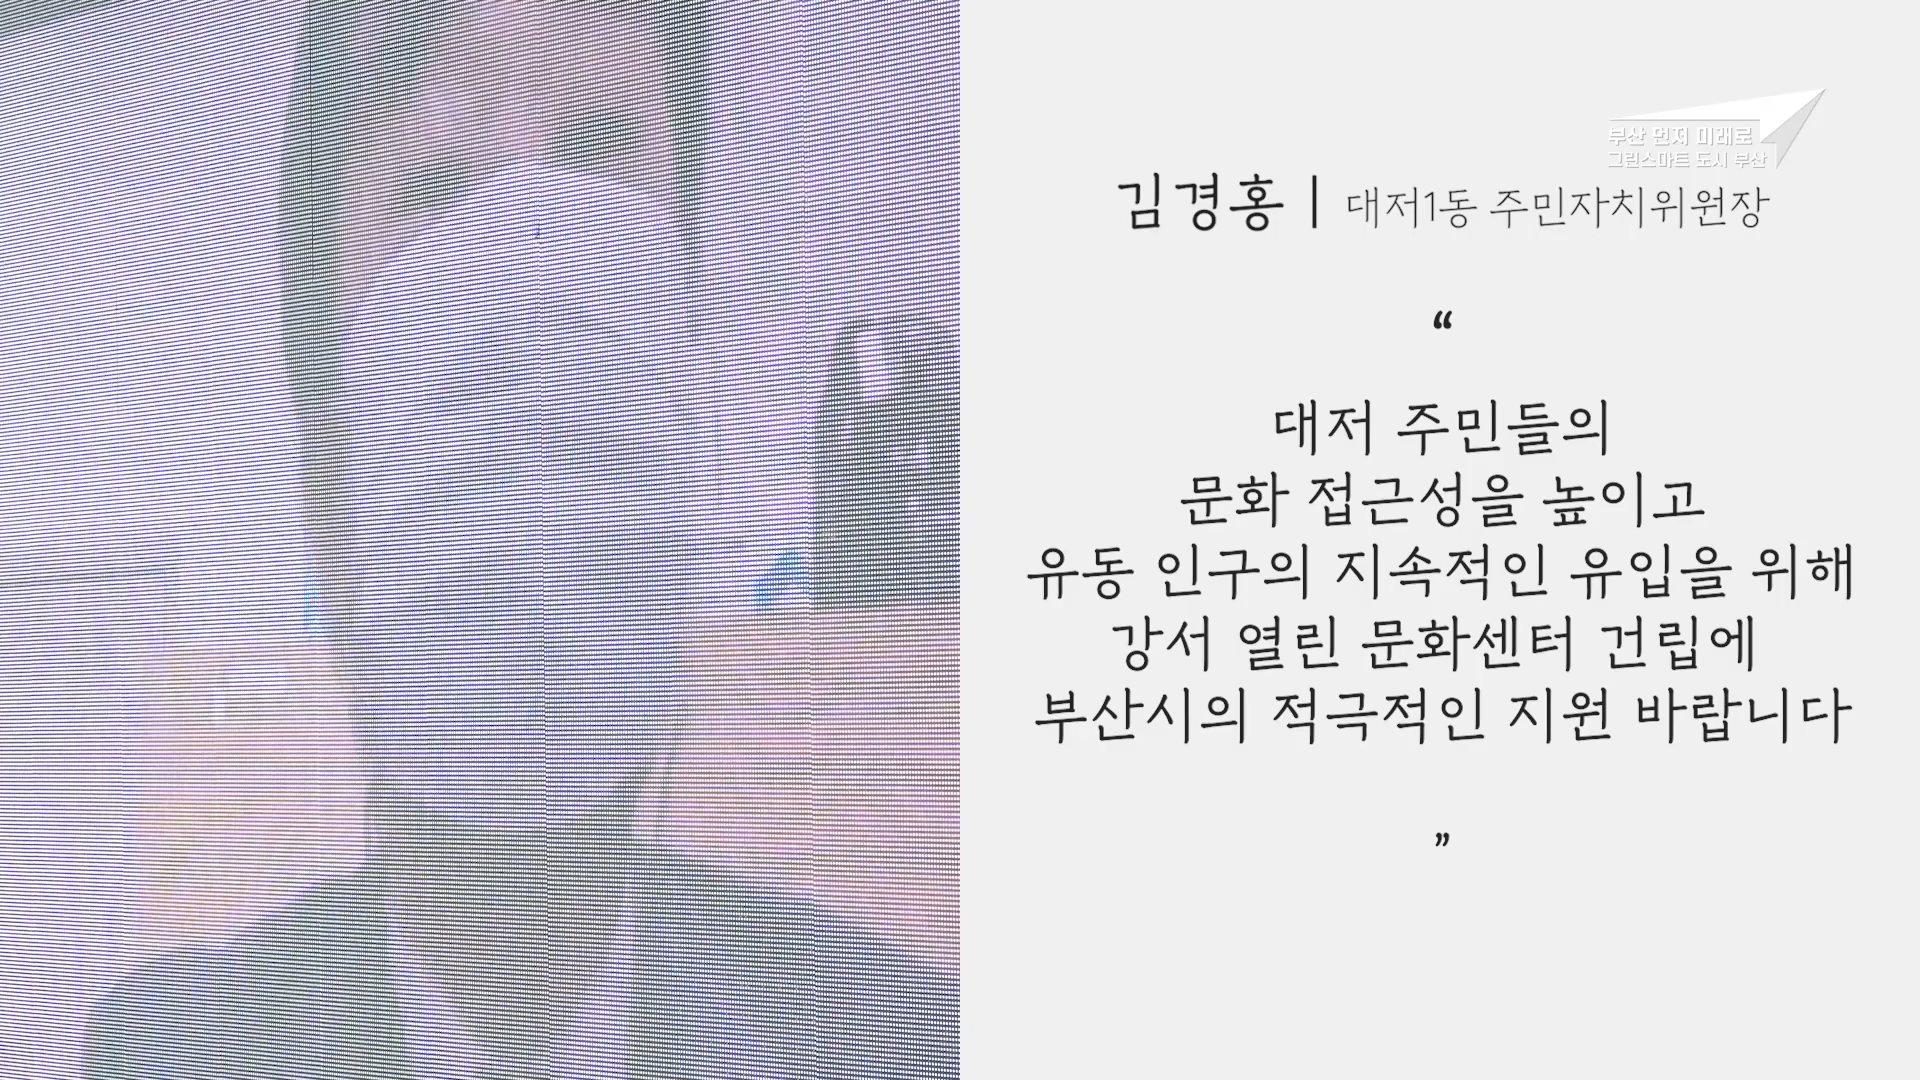 부산 먼저 미래로
그린스마트 도시 부산
김경홍 | 대저1동 주민자치위원장
“
대저 주민들의
문화 접근성을 높이고
유동 인구의 지속적인 유입을 위해
강서 열린 문화센터 건립에
부산시의 적극적인 지원 바랍니다
”